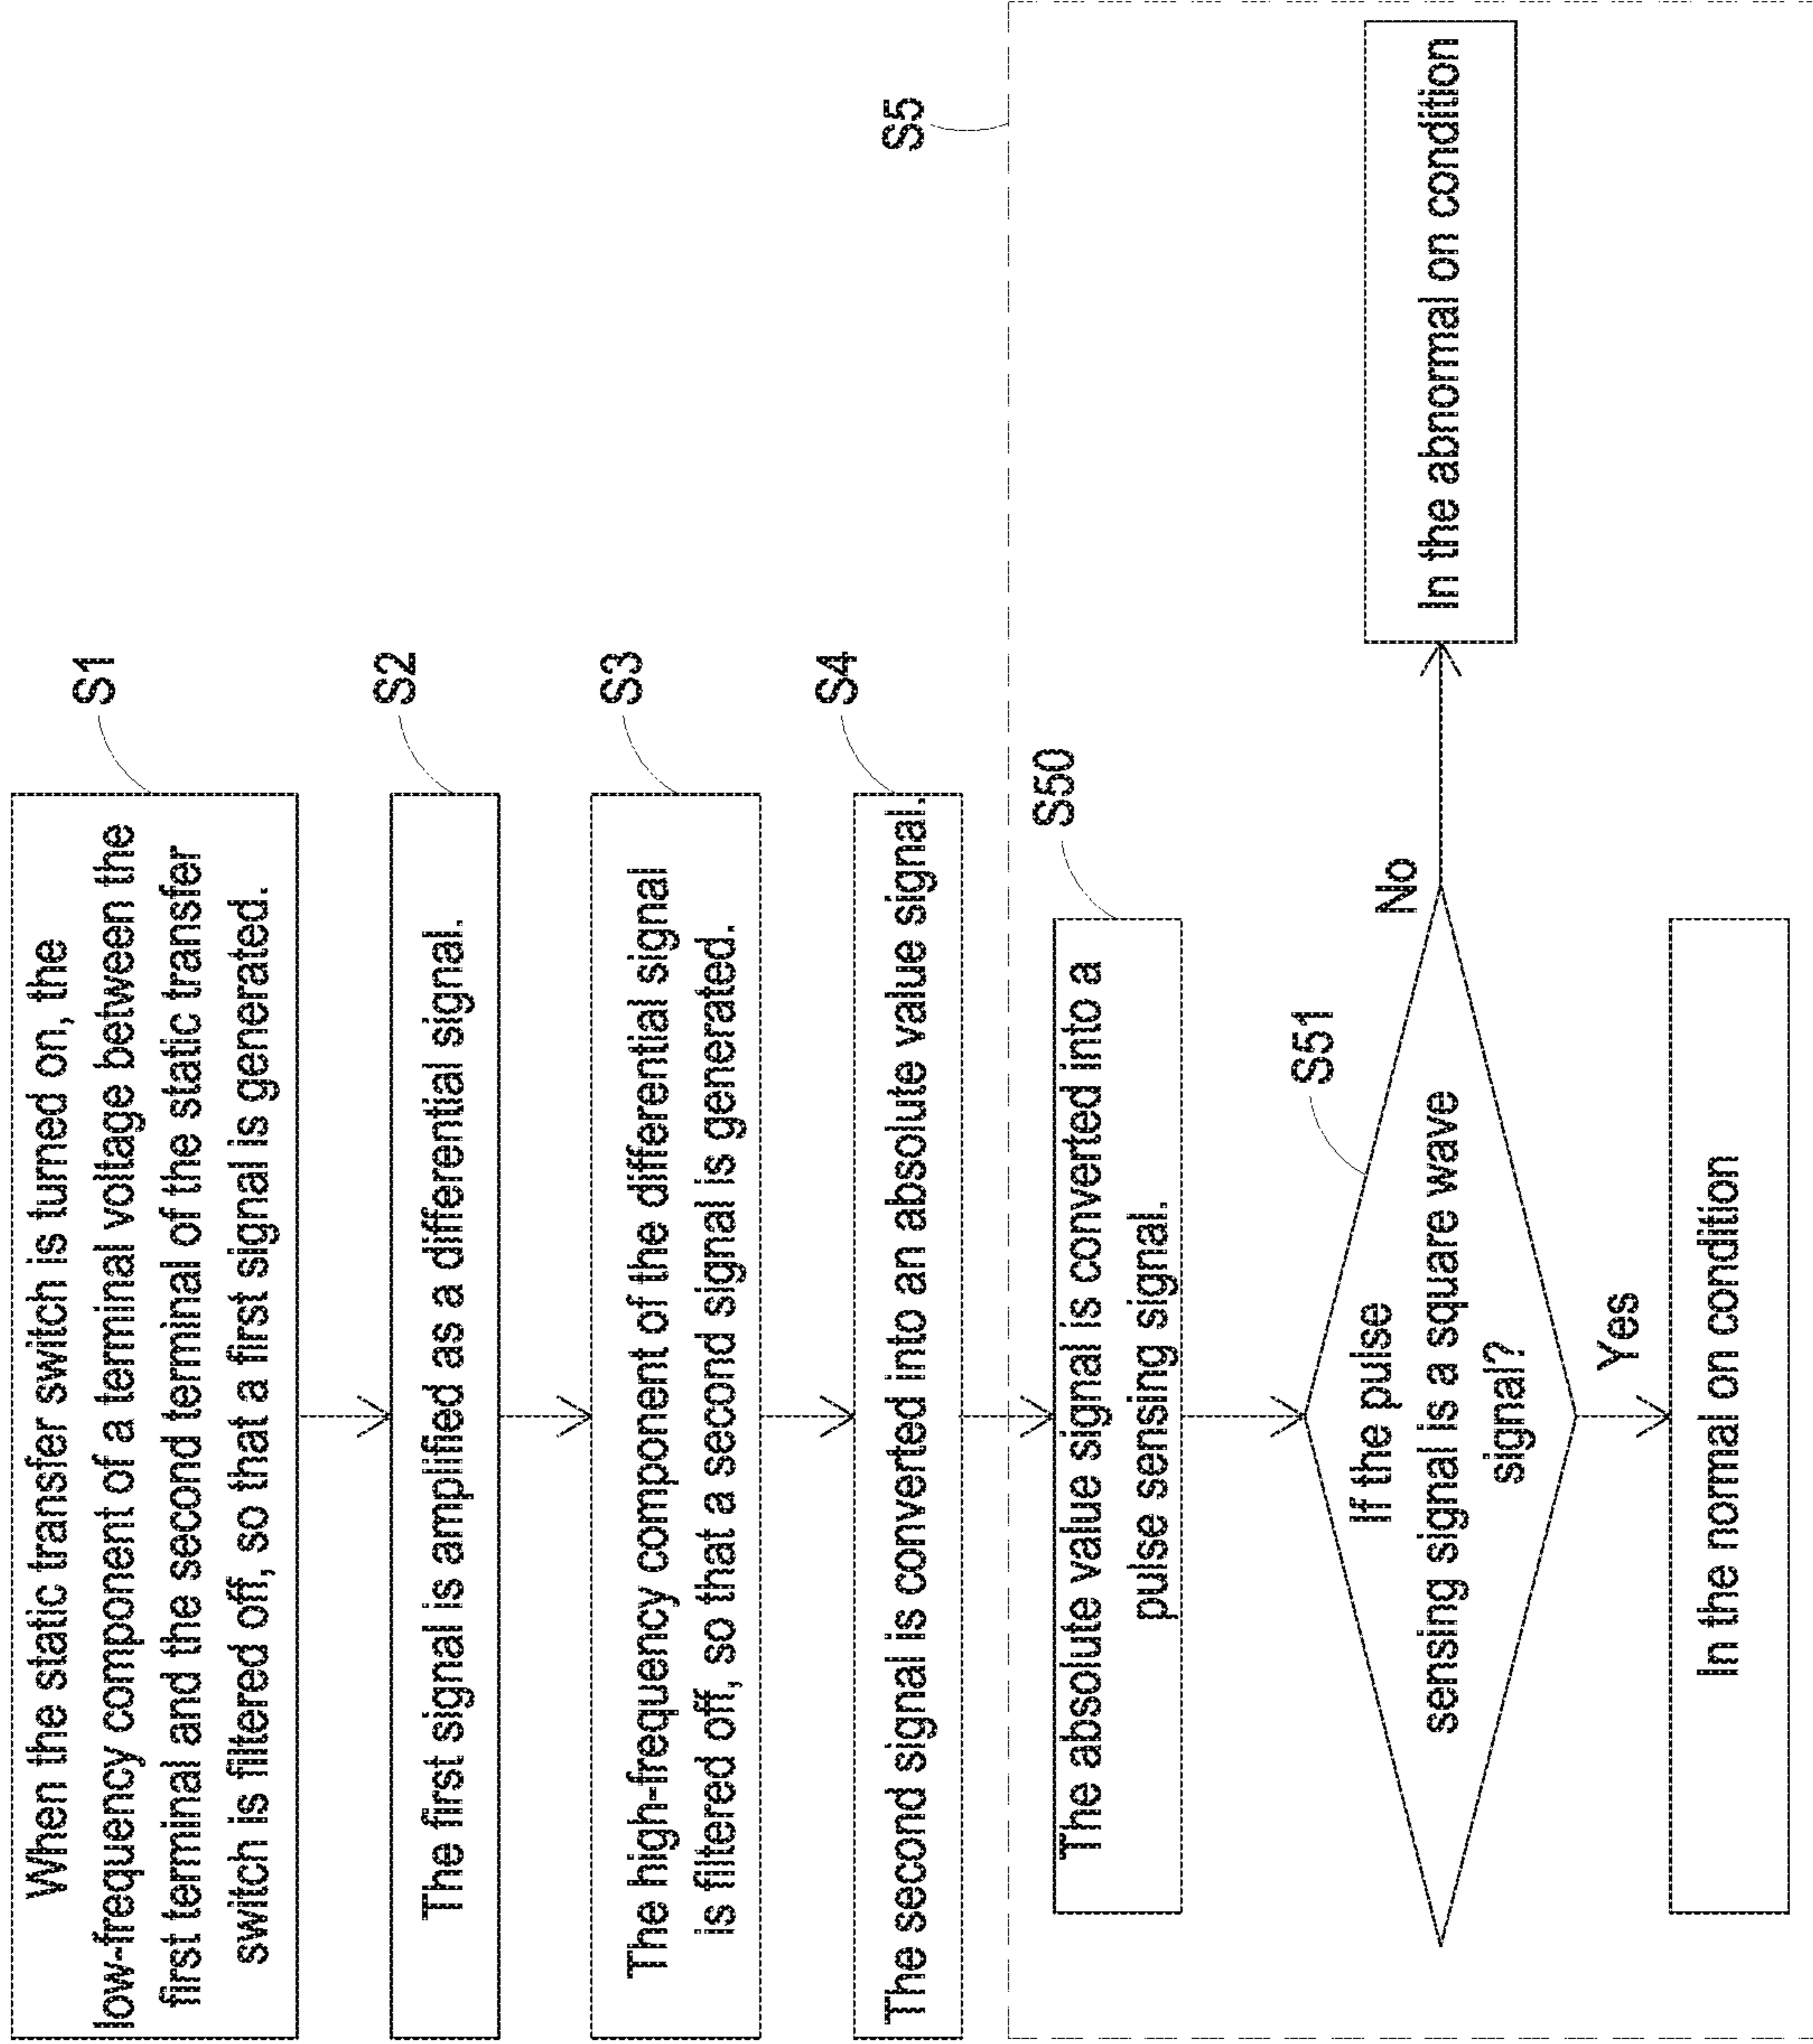 When the static transfer switch is turned on, the
low-frequency component of a terminal voltage between the
first terminal and the second terminal of the static transfer
switch is filtered off, so that a first signal is generated.
S1
The first signal is amplified as a differential signal.
S2
The high-frequency component of the differential signal
is filtered off, so that a second signal is generated.
S3
The second signal is converted into an absolute value signal.
S4
S5
The absolute value signal is converted into a
pulse sensing signal.
S50
If the pulse
sensing signal is a square wave
signal?
S51
No
In the abnormal on condition
Yes
In the normal on condition